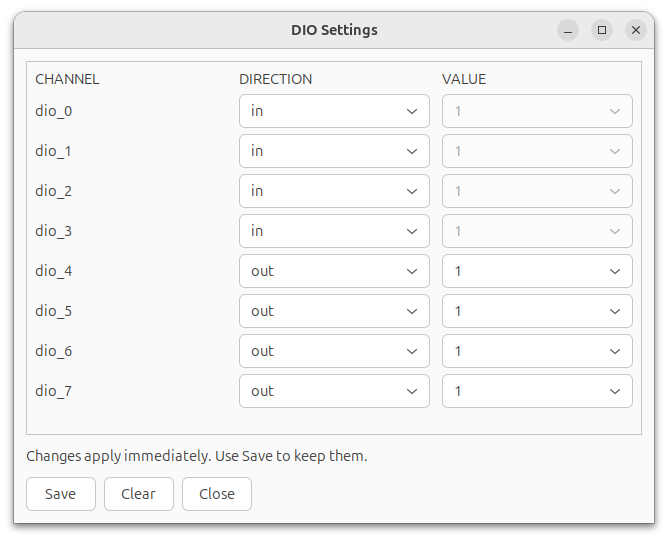 DIO Settings
CHANNEL DIRECTION VALUE
dio_0 in 1
dio_1 in 1
dio_2 in 1
dio_3 in 1
dio_4 out 1
dio_5 out 1
dio_6 out 1
dio_7 out 1
Changes apply immediately. Use Save to keep them.
Save Clear Close